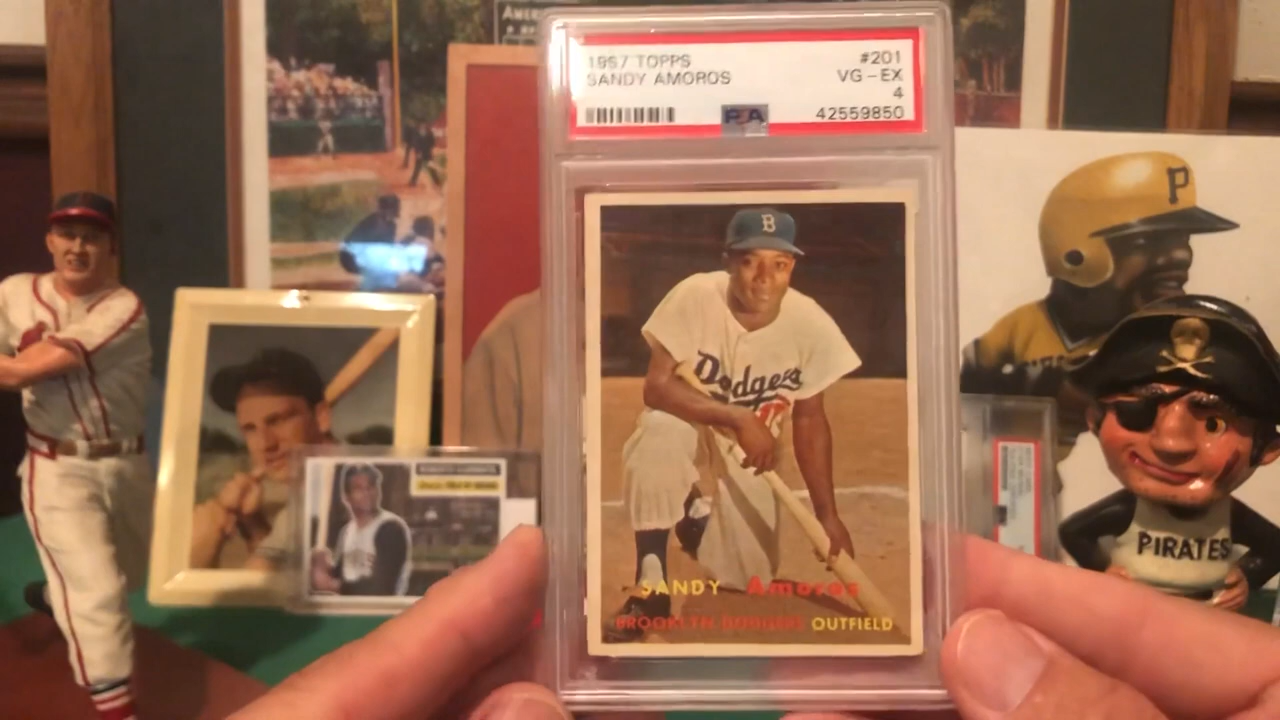 1957 TOPPS #201
SANDY AMOROS VG-EX
4
PSA 42559850
B
Dodgers
SANDY Amoros
BROOKLYN DODGERS OUTFIELD
P
PIRATES